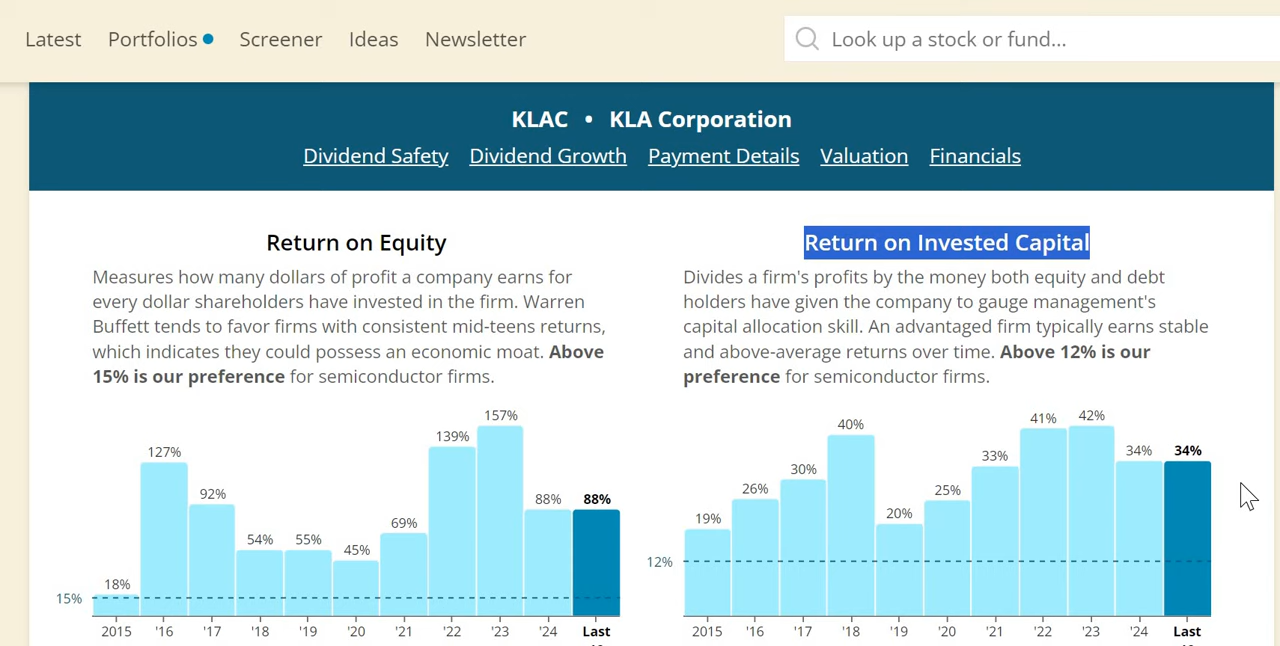 Latest Portfolios Screener Ideas Newsletter Look up a stock or fund...
KLAC • KLA Corporation
Dividend Safety Dividend Growth Payment Details Valuation Financials
Return on Equity
Measures how many dollars of profit a company earns for
every dollar shareholders have invested in the firm. Warren
Buffett tends to favor firms with consistent mid-teens returns,
which indicates they could possess an economic moat. Above
15% is our preference for semiconductor firms.
157%
139%
127%
92%
88% 88%
69%
54% 55%
45%
18%
15%
2015 '16 '17 '18 '19 '20 '21 '22 '23 '24 Last
Return on Invested Capital
Divides a firm's profits by the money both equity and debt
holders have given the company to gauge management's
capital allocation skill. An advantaged firm typically earns stable
and above-average returns over time. Above 12% is our
preference for semiconductor firms.
41% 42%
40%
34% 34%
33%
30%
26% 25%
19% 20%
12%
2015 '16 '17 '18 '19 '20 '21 '22 '23 '24 Last